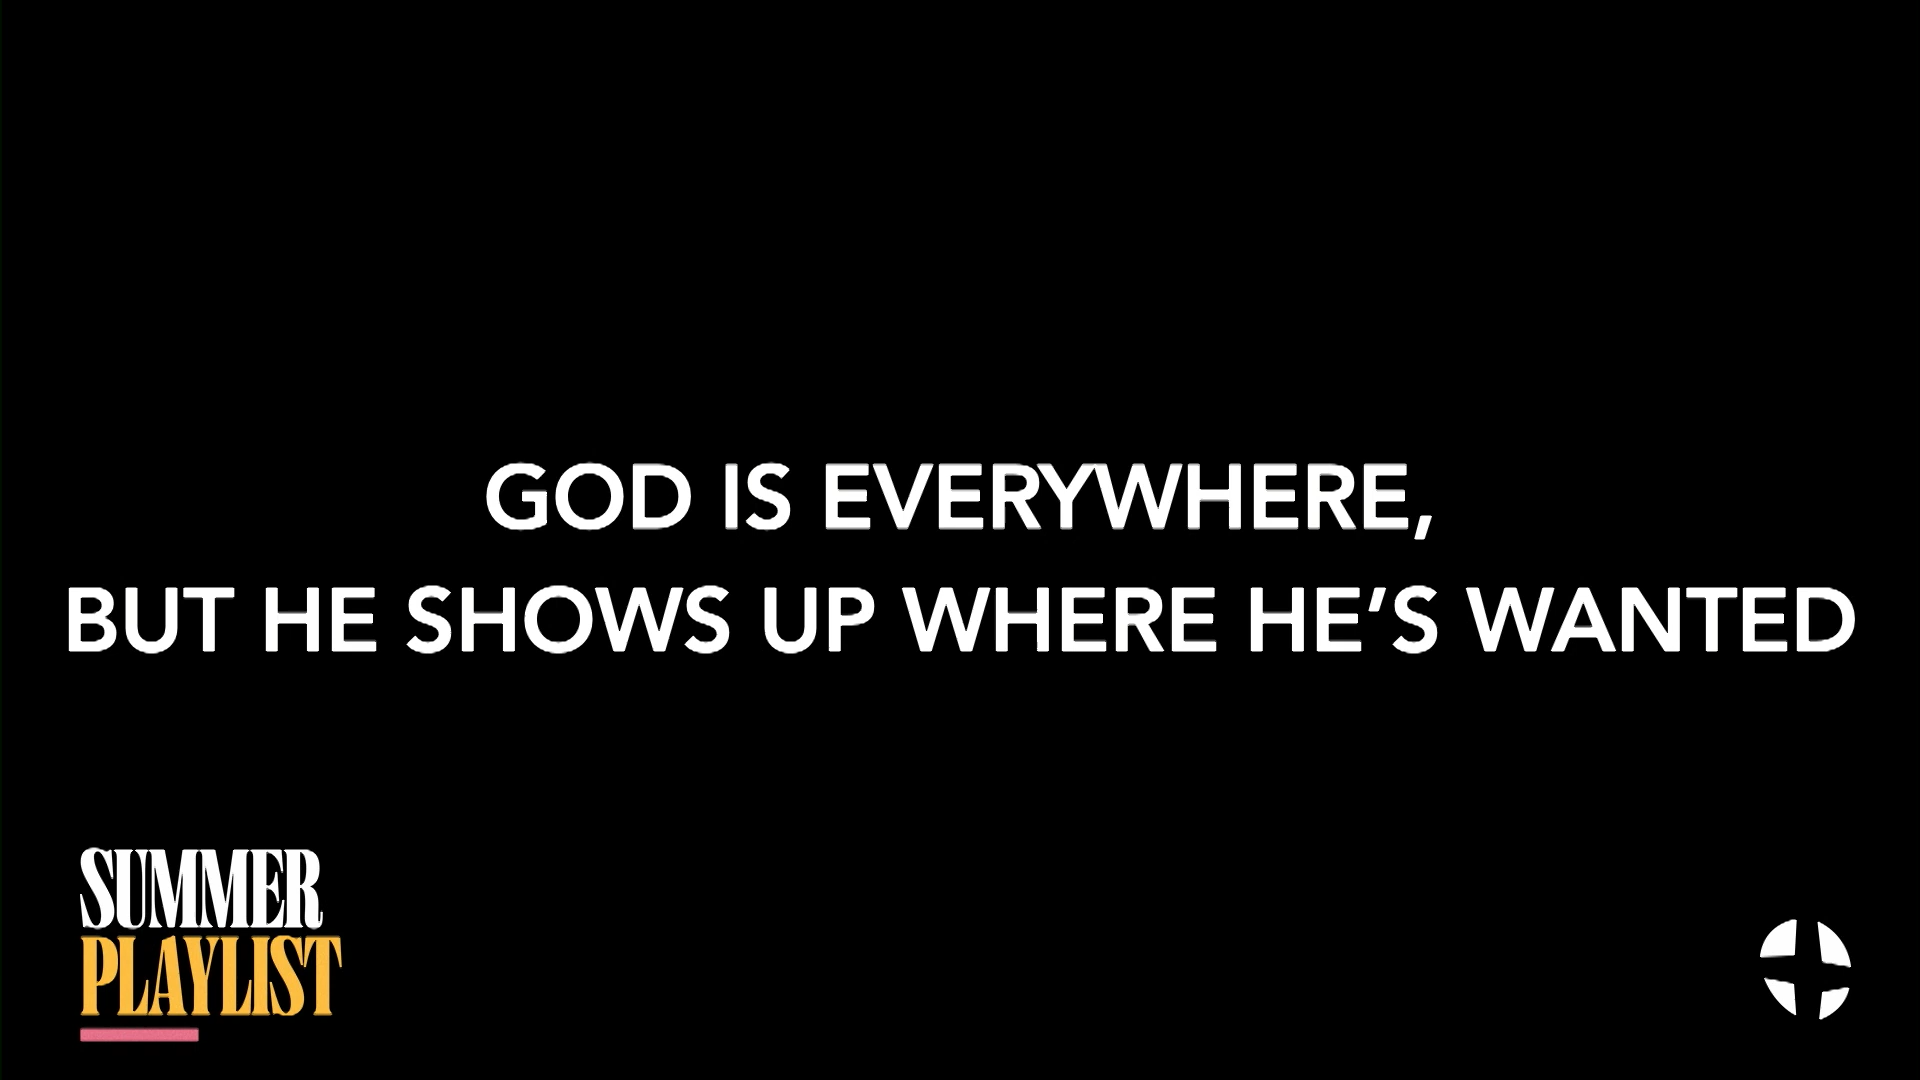 GOD IS EVERYWHERE,
BUT HE SHOWS UP WHERE HE’S WANTED
SUMMER
PLAYLIST